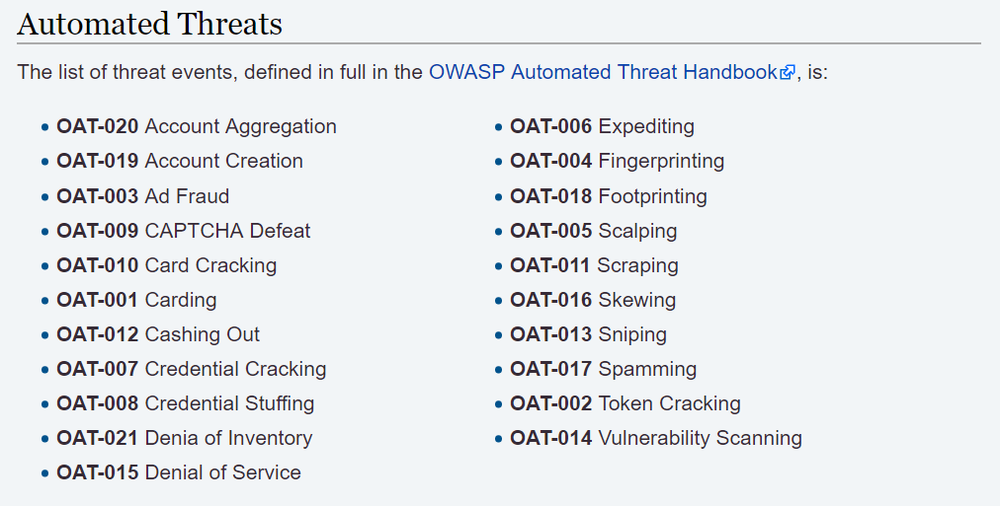 Automated Threats
The list of threat events, defined in full in the OWASP Automated Threat Handbook, is:
OAT-020 Account Aggregation
OAT-019 Account Creation
OAT-003 Ad Fraud
OAT-009 CAPTCHA Defeat
OAT-010 Card Cracking
OAT-001 Carding
OAT-012 Cashing Out
OAT-007 Credential Cracking
OAT-008 Credential Stuffing
OAT-021 Denia of Inventory
OAT-015 Denial of Service
OAT-006 Expediting
OAT-004 Fingerprinting
OAT-018 Footprinting
OAT-005 Scalping
OAT-011 Scraping
OAT-016 Skewing
OAT-013 Sniping
OAT-017 Spamming
OAT-002 Token Cracking
OAT-014 Vulnerability Scanning